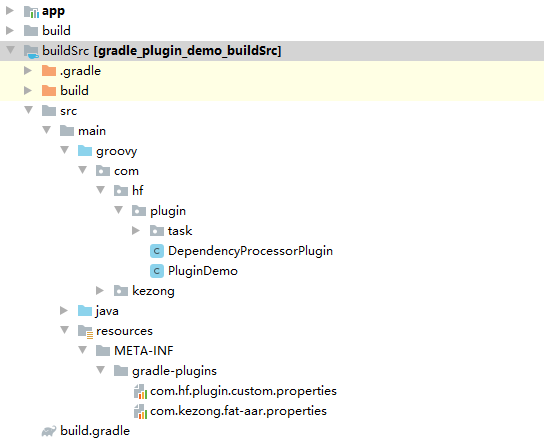 app
build
buildSrc [gradle_plugin_demo_buildSrc]
.gradle
build
src
main
groovy
com
hf
plugin
task
DependencyProcessorPlugin
PluginDemo
kezong
java
resources
META-INF
gradle-plugins
com.hf.plugin.custom.properties
com.kezong.fat-aar.properties
build.gradle